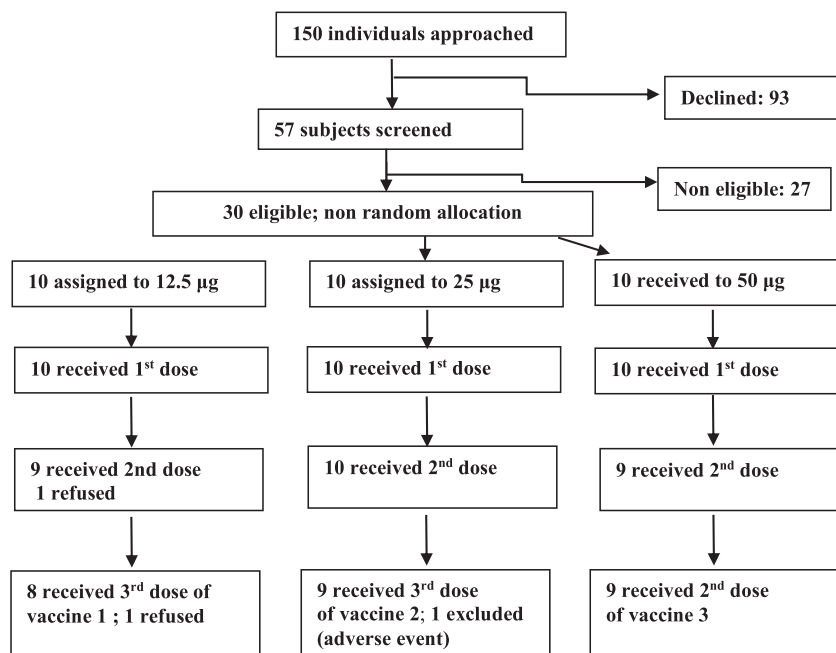 150 individuals approached
Declined: 93
57 subjects screened
Non eligible: 27
30 eligible; non random allocation
10 assigned to 12.5 µg
10 assigned to 25 µg
10 received to 50 µg
10 received 1st dose
10 received 1st dose
10 received 1st dose
9 received 2nd dose
1 refused
10 received 2nd dose
9 received 2nd dose
8 received 3rd dose of
vaccine 1 ; 1 refused
9 received 3rd dose
of vaccine 2; 1 excluded
(adverse event)
9 received 2nd dose
of vaccine 3